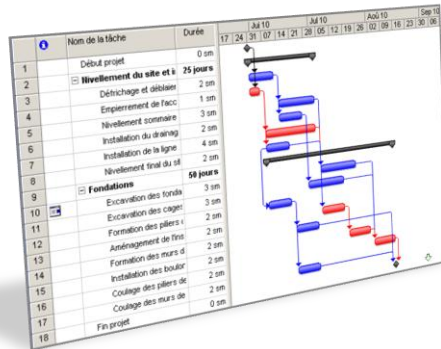 Nom de la tâche Durée Jui 10 Jul 10 Aoû 10 Sep 10
17 24 31 07 14 21 28 05 12 19 26 02 09 16 23 30 06
1 Début projet 0 sm
2 Nivellement du site et i 25 jours
3 Défrichage et déblaier 2 sm
4 Empierrement de l'acc 1 sm
5 Nivellement sommaire 3 sm
6 Installation du drainag 2 sm
7 Installation de la ligne 4 sm
8 Nivellement final du sit 2 sm
9 Fondations 50 jours
10 Excavation des fonda 3 sm
11 Excavation des cages 3 sm
12 Formation des piliers 2 sm
13 Aménagement de l'ins 2 sm
14 Formation des murs d 2 sm
15 Installation des boulor 2 sm
16 Coulage des piliers de 2 sm
17 Coulage des murs de 2 sm
18 Fin projet 0 sm